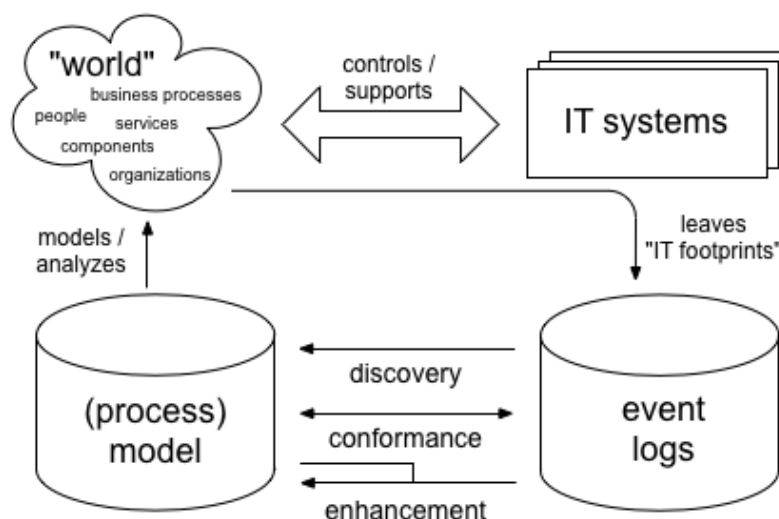 "world"
business processes
people
services
components
organizations
controls /
supports
IT systems
leaves
"IT footprints"
models /
analyzes
(process)
model
discovery
conformance
enhancement
event
logs